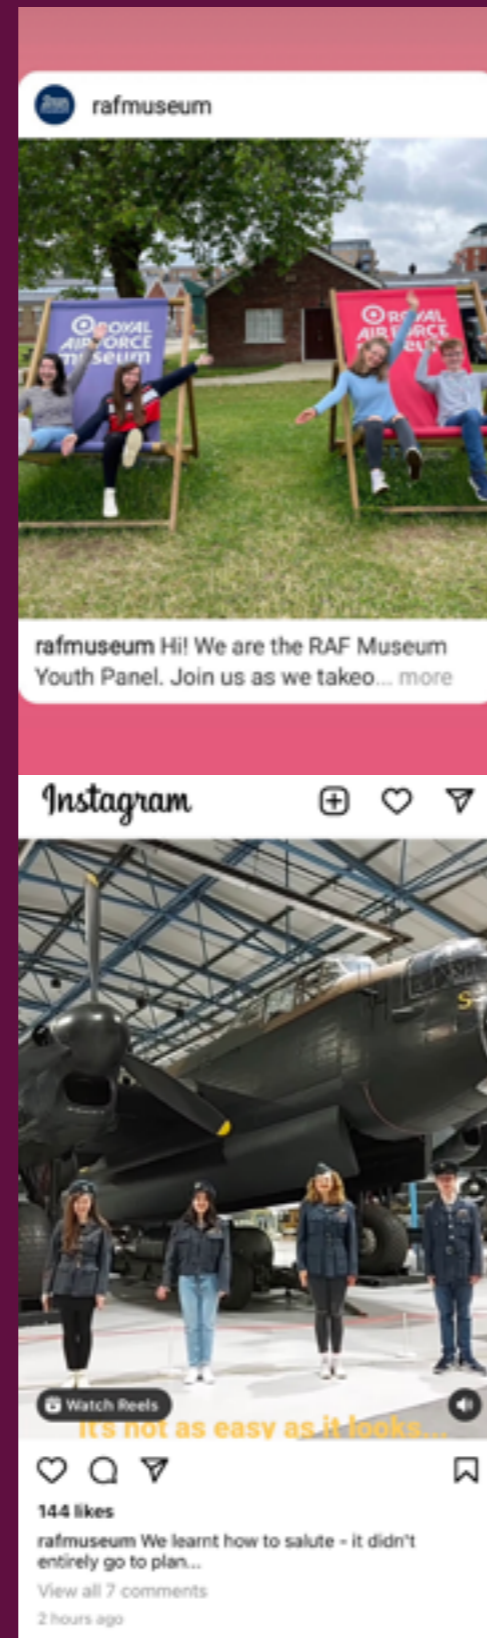 rafmuseum
ROYAL
AIR FORCE
museum
ROYAL
AIR FORCE
rafmuseum Hi! We are the RAF Museum
Youth Panel. Join us as we takeo... more
Instagram
S
Watch Reels
It's not as easy as it looks...
144 likes
rafmuseum We learnt how to salute - it didn't
entirely go to plan...
View all 7 comments
2 hours ago